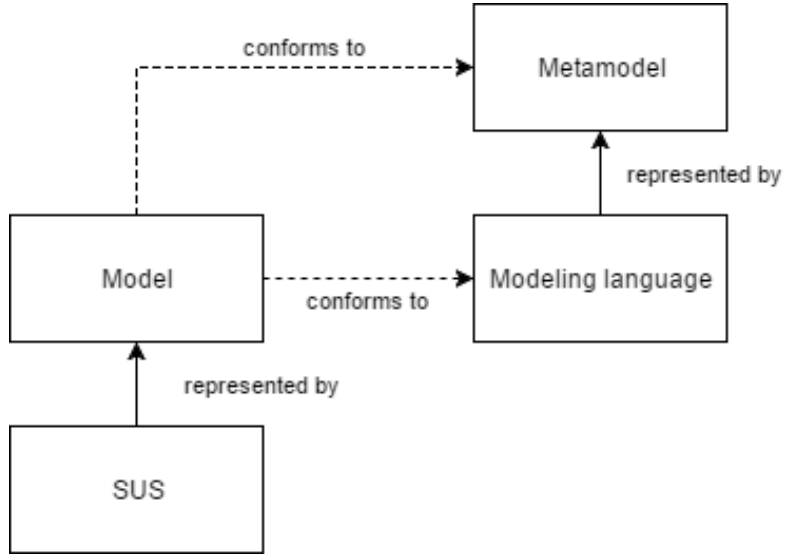 conforms to
Metamodel
represented by
Model
Modeling language
conforms to
represented by
SUS